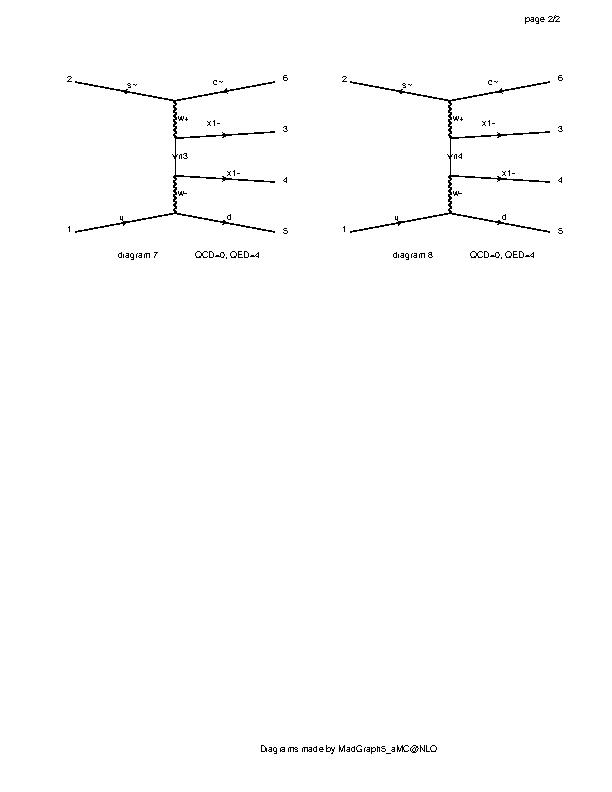 page 2/2
2 s~ c~ 6
w+
x1-
3
n3
x1-
4
w-
1 u d 5
diagram 7 QCD=0, QED=4
2 s~ c~ 6
w+
x1-
3
n4
x1-
4
w-
1 u d 5
diagram 8 QCD=0, QED=4
Diagrams made by MadGraph5_aMC@NLO